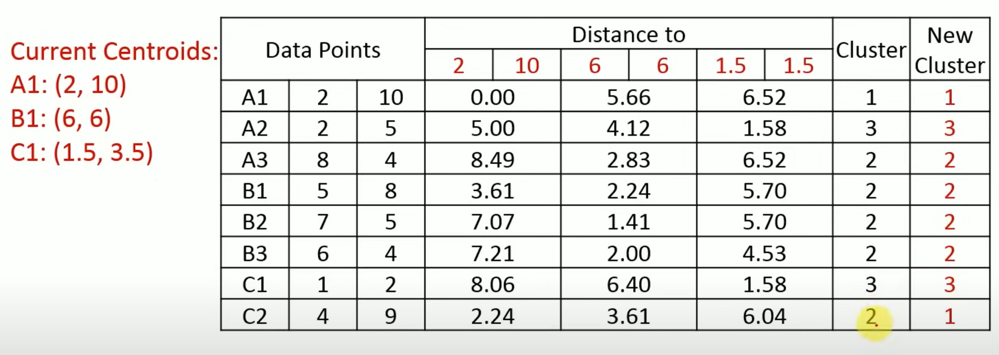 Current Centroids:
A1: (2, 10)
B1: (6, 6)
C1: (1.5, 3.5)
Data Points Distance to Cluster New Cluster
2 10 6 6 1.5 1.5
A1 2 10 0.00 5.66 6.52 1 1
A2 2 5 5.00 4.12 1.58 3 3
A3 8 4 8.49 2.83 6.52 2 2
B1 5 8 3.61 2.24 5.70 2 2
B2 7 5 7.07 1.41 5.70 2 2
B3 6 4 7.21 2.00 4.53 2 2
C1 1 2 8.06 6.40 1.58 3 3
C2 4 9 2.24 3.61 6.04 2 1